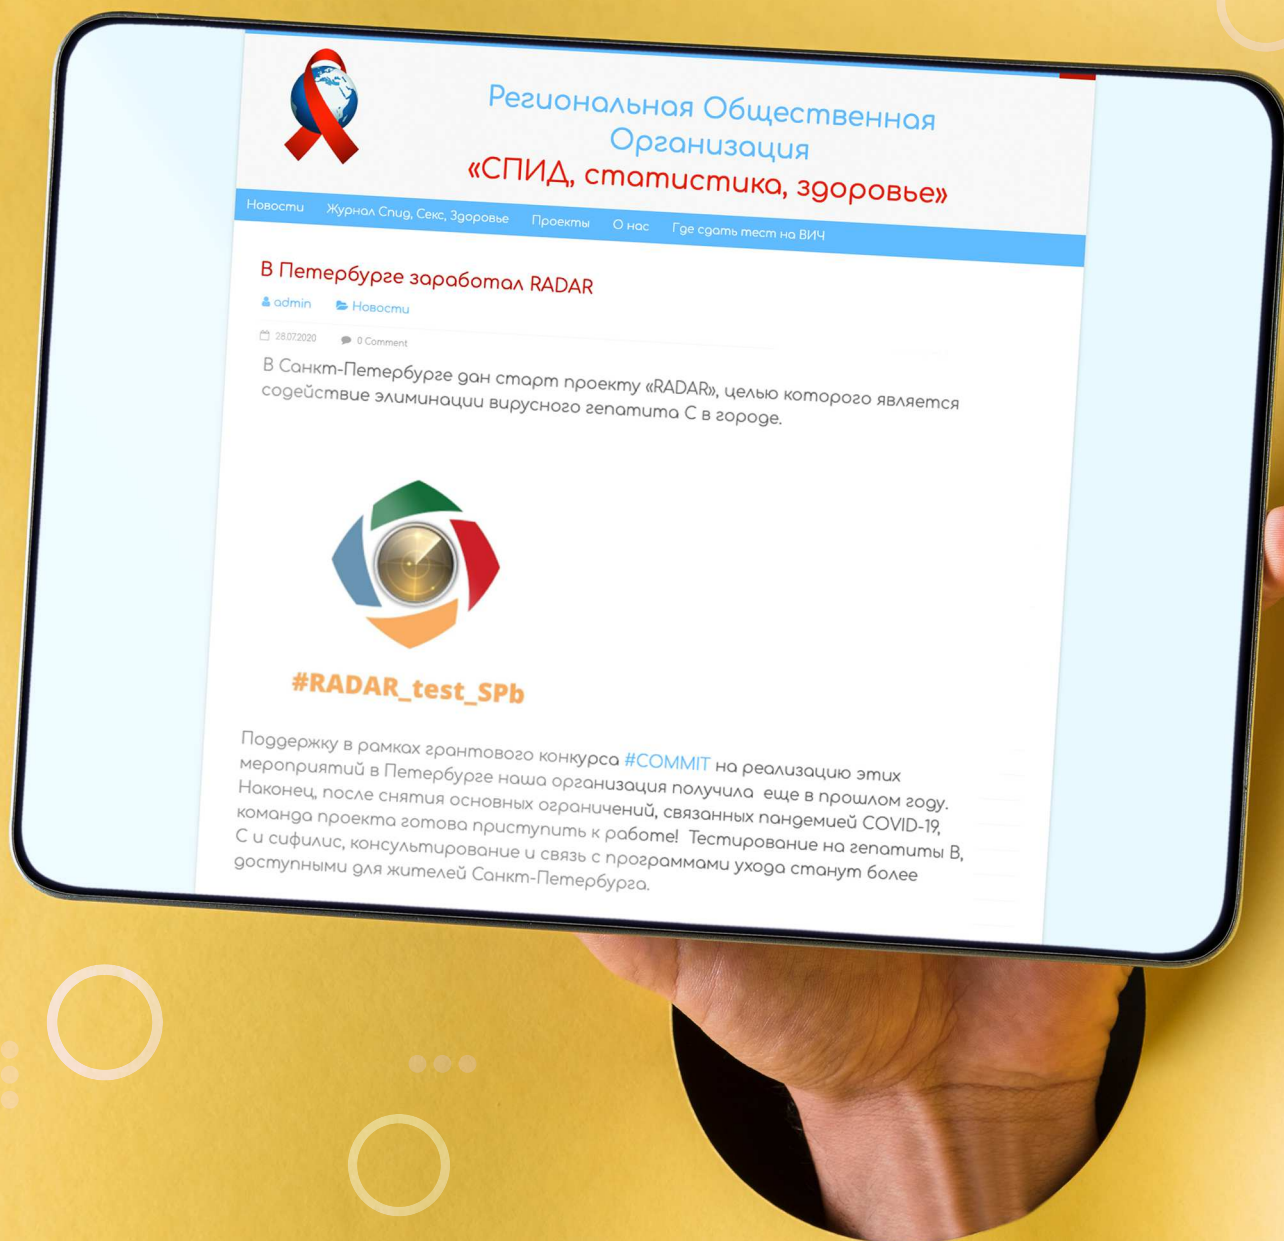 Региональная Общественная
Организация
«СПИД, статистика, здоровье»
Новости Журнал Спид, Секс, Здоровье Проекты О нас Где сдать тест на ВИЧ
В Петербурге заработал RADAR
admin Новости
28.07.2020 0 Comment
В Санкт-Петербурге дан старт проекту «RADAR», целью которого является
содействие элиминации вирусного гепатита С в городе.
#RADAR_test_SPb
Поддержку в рамках грантового конкурса #COMMIT на реализацию этих
мероприятий в Петербурге наша организация получила еще в прошлом году.
Наконец, после снятия основных ограничений, связанных пандемией COVID-19,
команда проекта готова приступить к работе! Тестирование на гепатиты В,
С и сифилис, консультирование и связь с программами ухода станут более
доступными для жителей Санкт-Петербурга.